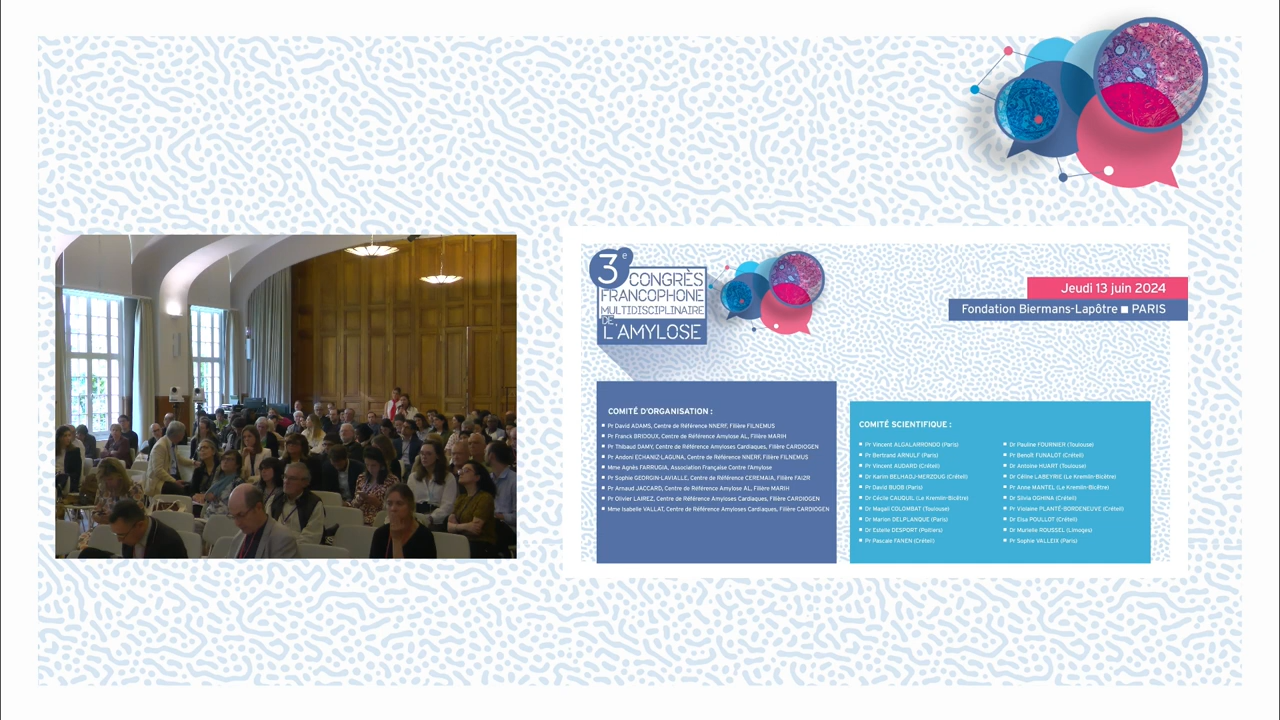 3e
CONGRÈS
FRANCOPHONE
MULTIDISCIPLINAIRE
DE
L'AMYLOSE
Jeudi 13 juin 2024
Fondation Biermans-Lapôtre ■ PARIS
COMITÉ D'ORGANISATION :
Pr David ADAMS, Centre de Référence NNERF, Filière FILNEMUS
Pr Franck BRIDOUX, Centre de Référence Amylose AL, Filière MARIH
Pr Thibaud DAMY, Centre de Référence Amyloses Cardiaques, Filière CARDIOGEN
Pr Andoni ECHANIZ-LAGUNA, Centre de Référence NNERF, Filière FILNEMUS
Mme Agnès FARRUGIA, Association Française Contre l'Amylose
Pr Sophie GEORGIN-LAVIALLE, Centre de Référence CEREMAIA, Filière FAI2R
Pr Arnaud JACCARD, Centre de Référence Amylose AL, Filière MARIH
Pr Olivier LAIREZ, Centre de Référence Amyloses Cardiaques, Filière CARDIOGEN
Mme Isabelle VALLAT, Centre de Référence Amyloses Cardiaques, Filière CARDIOGEN
COMITÉ SCIENTIFIQUE :
Pr Vincent ALGALARRONDO (Paris)
Pr Bertrand ARNULF (Paris)
Pr Vincent AUDARD (Créteil)
Dr Karim BELHADJ-MERZOUG (Créteil)
Pr David BUOB (Paris)
Dr Cécile CAUQUIL (Le Kremlin-Bicêtre)
Dr Magali COLOMBAT (Toulouse)
Dr Marion DELPLANQUE (Paris)
Dr Estelle DESPORT (Poitiers)
Pr Pascale FANEN (Créteil)
Dr Pauline FOURNIER (Toulouse)
Pr Benoît FUNALOT (Créteil)
Dr Antoine HUART (Toulouse)
Dr Céline LABEYRIE (Le Kremlin-Bicêtre)
Pr Anne MANTEL (Le Kremlin-Bicêtre)
Dr Silvia OGHINA (Créteil)
Pr Violaine PLANTÉ-BORDENEUVE (Créteil)
Dr Elsa POULLOT (Créteil)
Dr Murielle ROUSSEL (Limoges)
Pr Sophie VALLEIX (Paris)